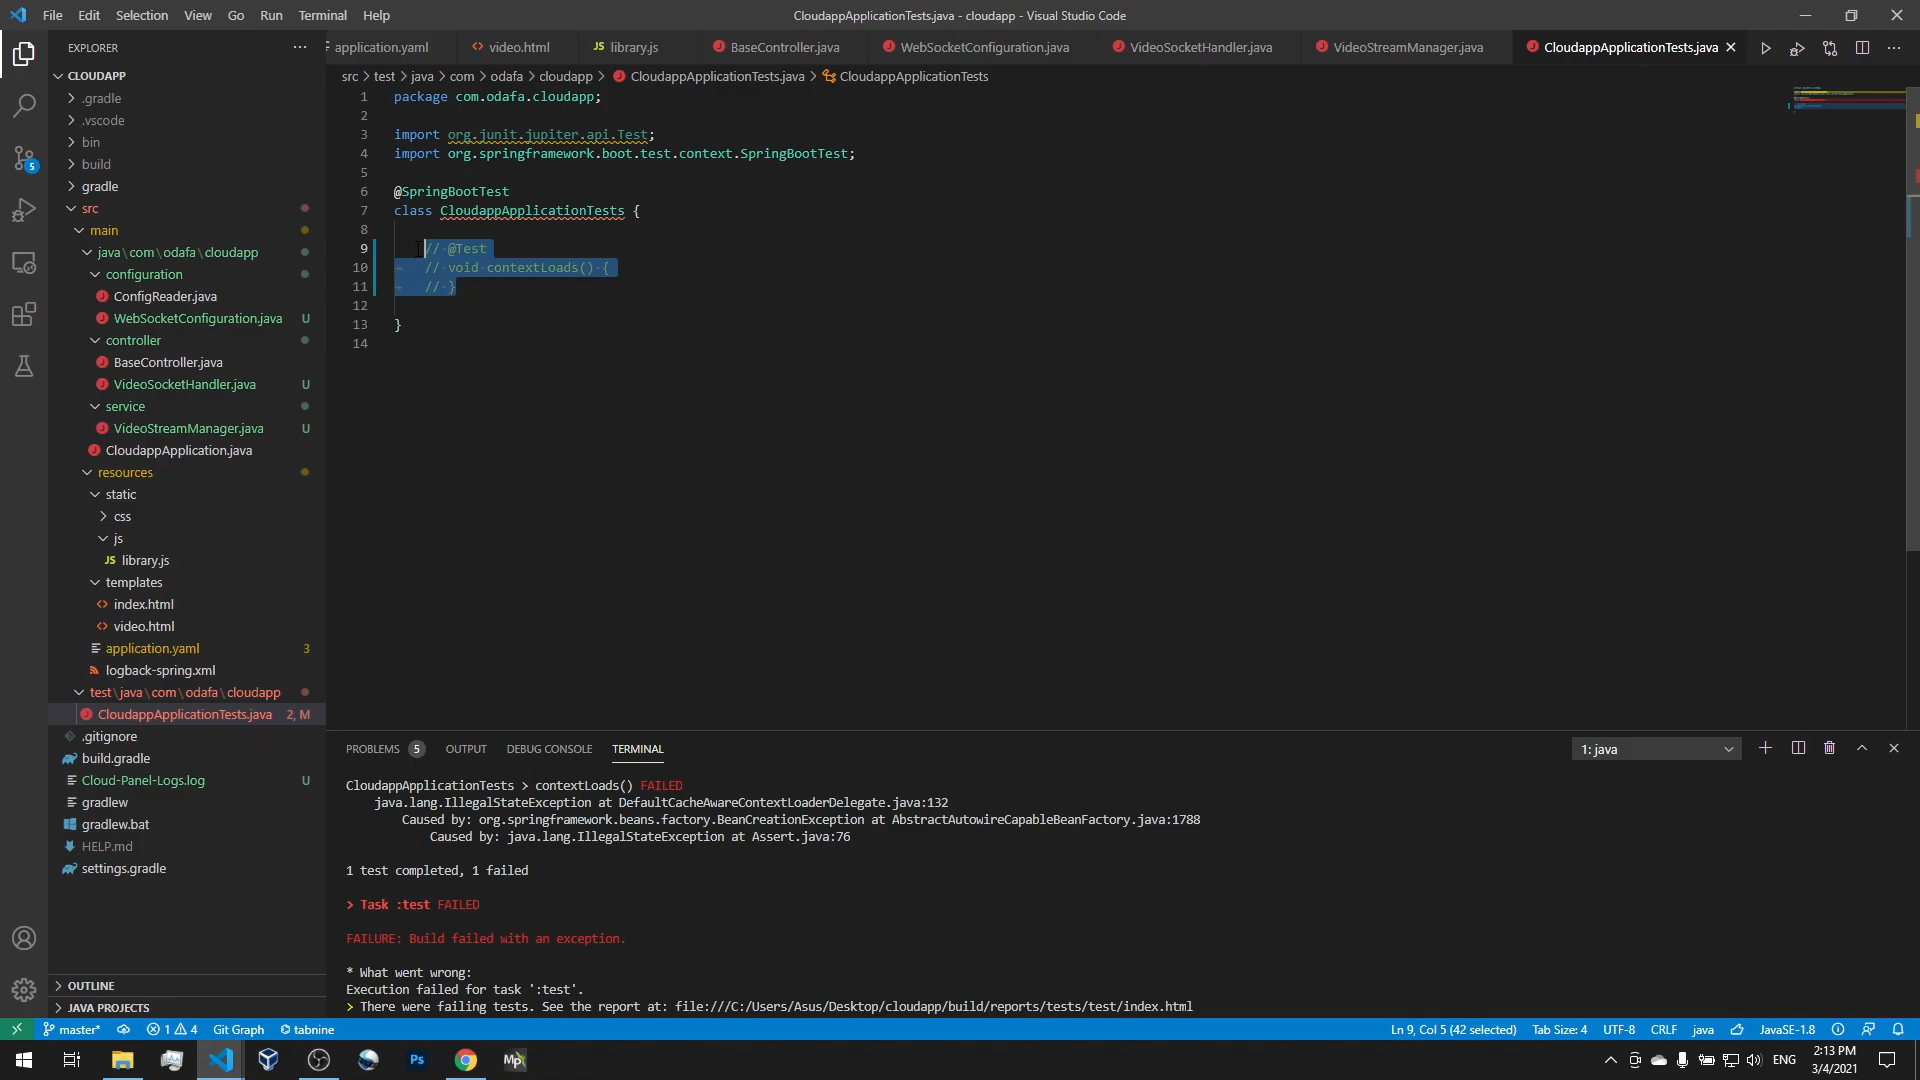 File Edit Selection View Go Run Terminal Help
CloudappApplicationTests.java - cloudapp - Visual Studio Code
EXPLORER
application.yaml
video.html
JS library.js
BaseController.java
WebSocketConfiguration.java
VideoSocketHandler.java
VideoStreamManager.java
CloudappApplicationTests.java
src > test > java > com > odafa > cloudapp > CloudappApplicationTests.java > CloudappApplicationTests
CLOUDAPP
.gradle
.vscode
bin
build
gradle
src
main
java\com\odafa\cloudapp
configuration
ConfigReader.java
WebSocketConfiguration.java U
controller
BaseController.java
VideoSocketHandler.java U
service
VideoStreamManager.java U
CloudappApplication.java
resources
static
css
js
JS library.js
templates
index.html
video.html
application.yaml 3
logback-spring.xml
test\java\com\odafa\cloudapp
CloudappApplicationTests.java 2, M
.gitignore
build.gradle
Cloud-Panel-Logs.log U
gradlew
gradlew.bat
HELP.md
settings.gradle
OUTLINE
JAVA PROJECTS
5
1 package com.odafa.cloudapp;
2
3 import org.junit.jupiter.api.Test;
4 import org.springframework.boot.test.context.SpringBootTest;
5
6 @SpringBootTest
7 class CloudappApplicationTests {
8
9 // @Test
10 // void contextLoads() {
11 // }
12
13 }
14
PROBLEMS 5 OUTPUT DEBUG CONSOLE TERMINAL
1: java
CloudappApplicationTests > contextLoads() FAILED
java.lang.IllegalStateException at DefaultCacheAwareContextLoaderDelegate.java:132
Caused by: org.springframework.beans.factory.BeanCreationException at AbstractAutowireCapableBeanFactory.java:1788
Caused by: java.lang.IllegalStateException at Assert.java:76
1 test completed, 1 failed
> Task :test FAILED
FAILURE: Build failed with an exception.
* What went wrong:
Execution failed for task ':test'.
> There were failing tests. See the report at: file:///C:/Users/Asus/Desktop/cloudapp/build/reports/tests/test/index.html
master* 1 4 Git Graph tabnine
Ln 9, Col 5 (42 selected) Tab Size: 4 UTF-8 CRLF java JavaSE-1.8
Ps
Mp
ENG
2:13 PM
3/4/2021